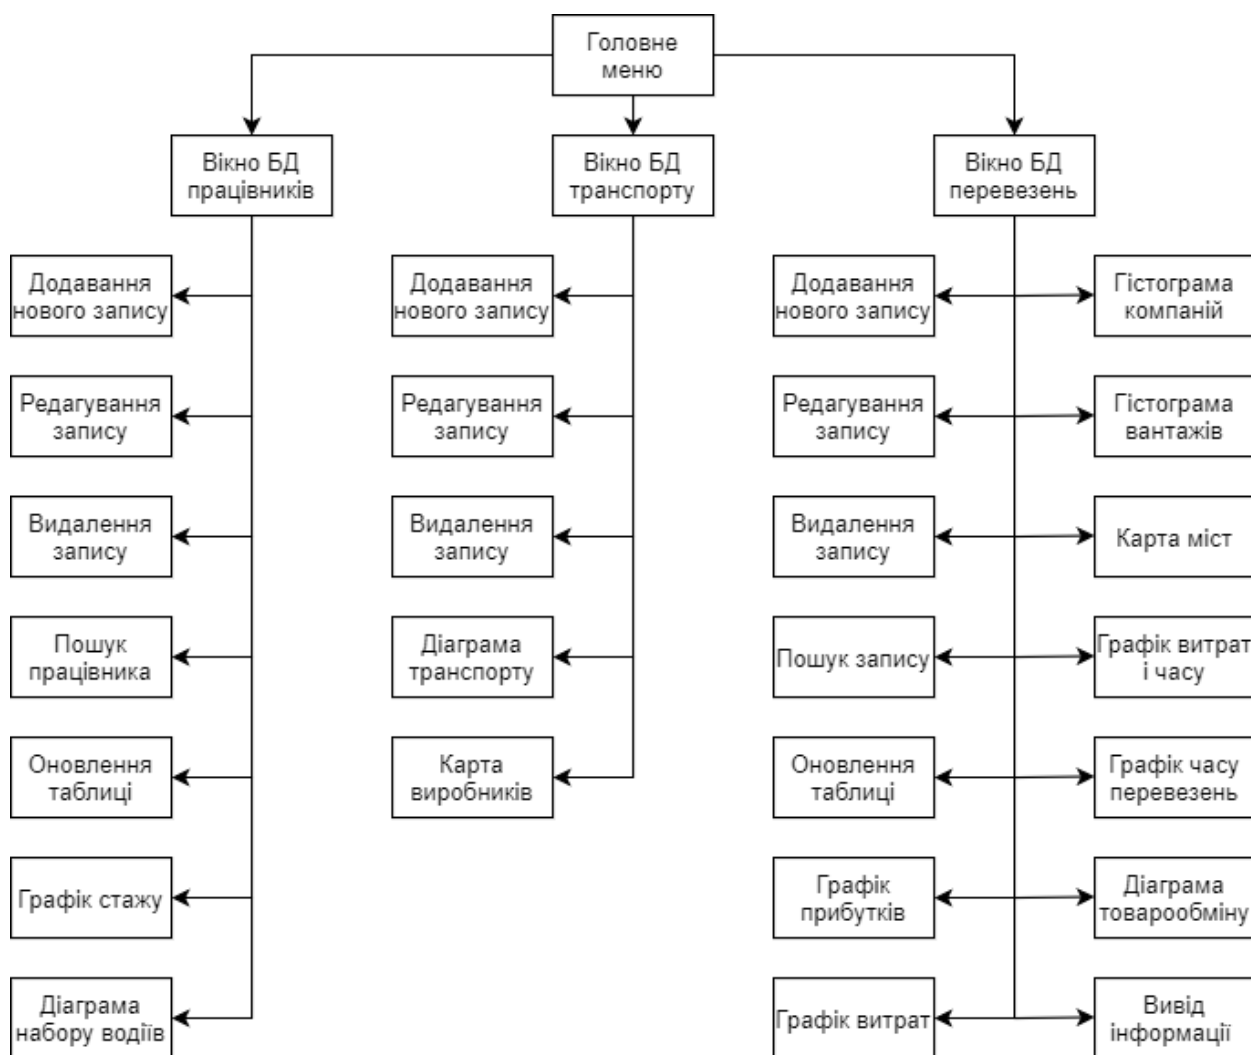 Головне
меню
Вікно БД
працівників
Вікно БД
транспорту
Вікно БД
перевезень
Додавання
нового запису
Редагування
запису
Видалення
запису
Пошук
працівника
Оновлення
таблиці
Графік стажу
Діаграма
набору водіїв
Додавання
нового запису
Редагування
запису
Видалення
запису
Діаграма
транспорту
Карта
виробників
Додавання
нового запису
Редагування
запису
Видалення
запису
Пошук запису
Оновлення
таблиці
Графік
прибутків
Графік витрат
Гістограма
компаній
Гістограма
вантажів
Карта міст
Графік витрат
і часу
Графік часу
перевезень
Діаграма
товарообміну
Вивід
інформації